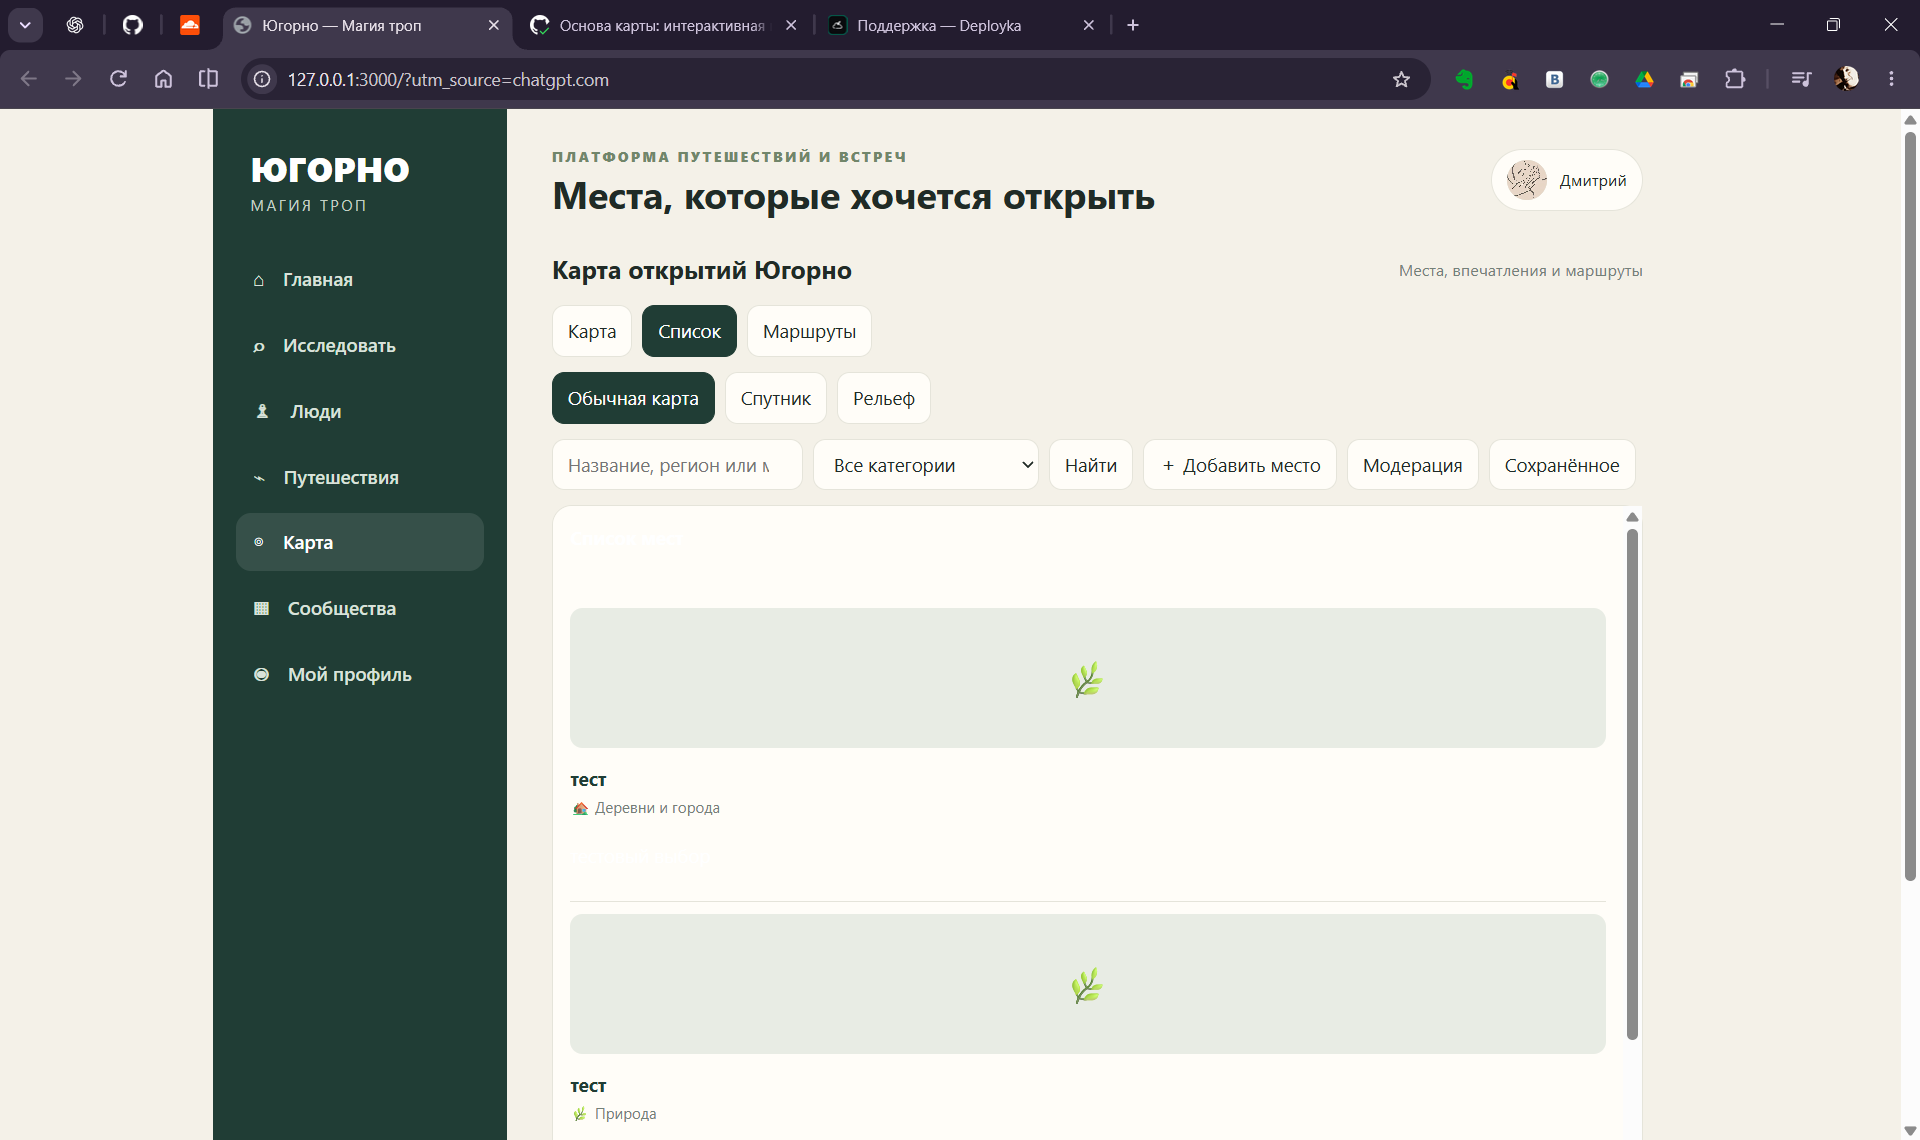 Югорно — Магия троп
Основа карты: интерактивная
Поддержка — Deployka
127.0.0.1:3000/?utm_source=chatgpt.com
ЮГОРНО
МАГИЯ ТРОП
Главная
Исследовать
Люди
Путешествия
Карта
Сообщества
Мой профиль
ПЛАТФОРМА ПУТЕШЕСТВИЙ И ВСТРЕЧ
Места, которые хочется открыть
Дмитрий
Карта открытий Югорно
Места, впечатления и маршруты
Карта Список Маршруты
Обычная карта Спутник Рельеф
Название, регион или Все категории Найти + Добавить место Модерация Сохранённое
тест
Деревни и города
тест
Природа